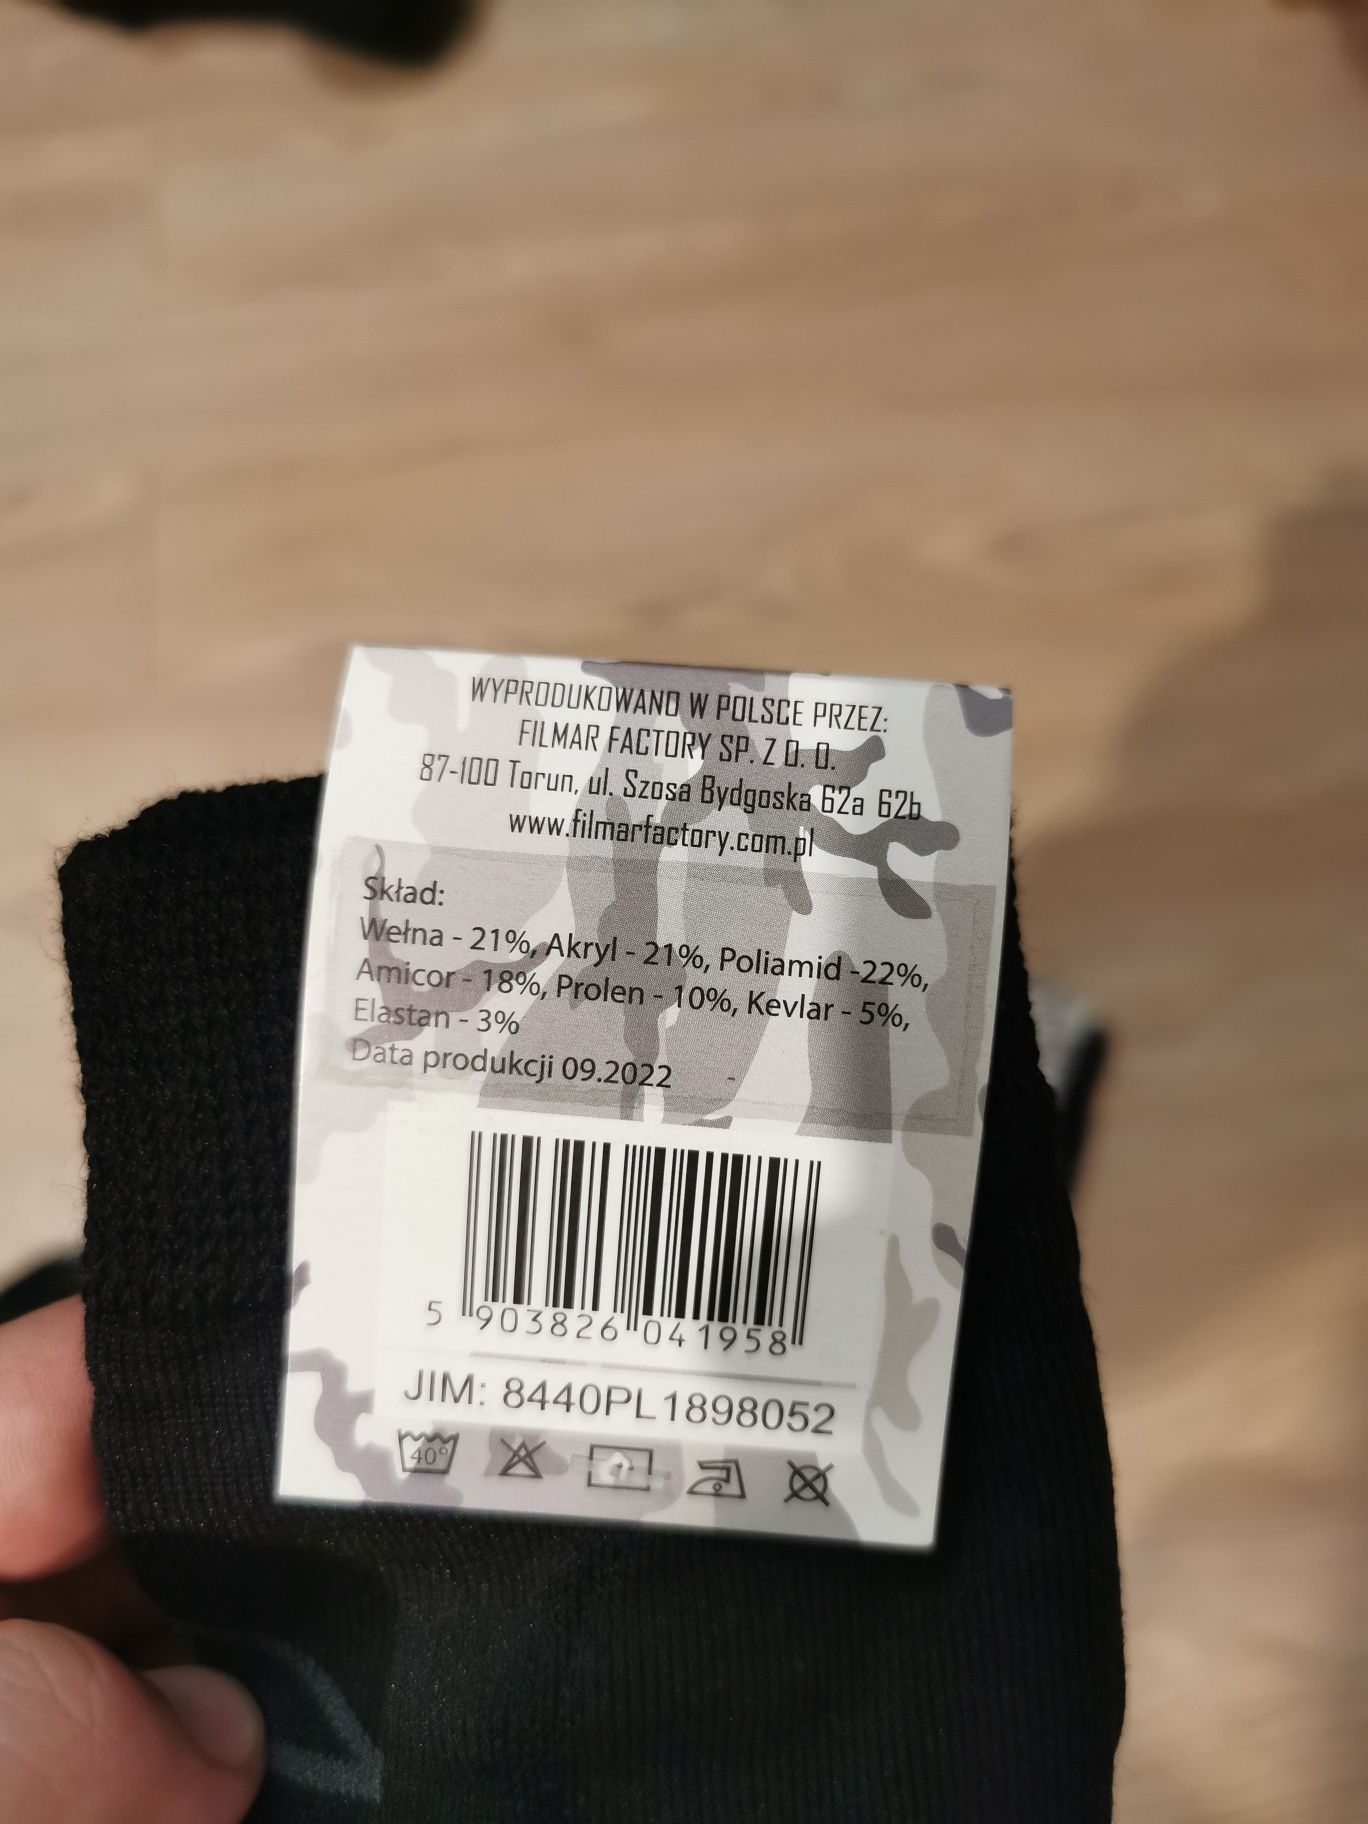 WYPRODUKOWANO W POLSCE PRZEZ:
FILMAR FACTORY SP. Z O. O.
87-100 Torun, ul. Szosa Bydgoska 62a 62b
www.filmarfactory.com.pl
Skład:
Wełna - 21%, Akryl - 21%, Poliamid -22%,
Amicor - 18%, Prolen - 10%, Kevlar - 5%,
Elastan - 3%
Data produkcji 09.2022 -
5 903826 041958
JIM: 8440PL1898052
40°